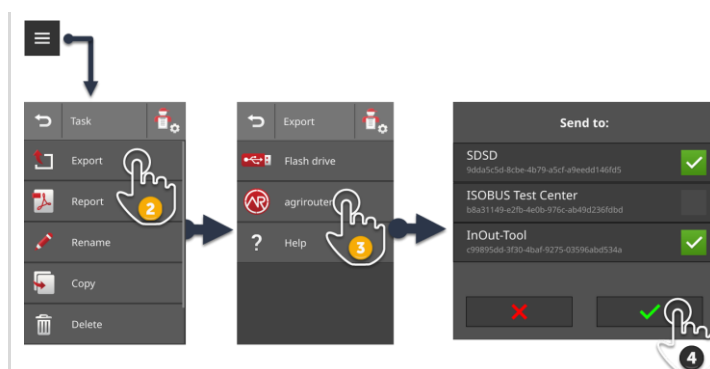 Task
Export
Report
Rename
Copy
Delete
2
Export
Flash drive
agrirouter
Help
3
Send to:
SDSD
9dda5c5d-8cbe-4b79-a5cf-a9eedd146fd5
ISOBUS Test Center
b8a31149-e2fb-4e0b-976c-ab49d236fdbd
InOut-Tool
c99895dd-3f30-4baf-9275-03596abd534a
4